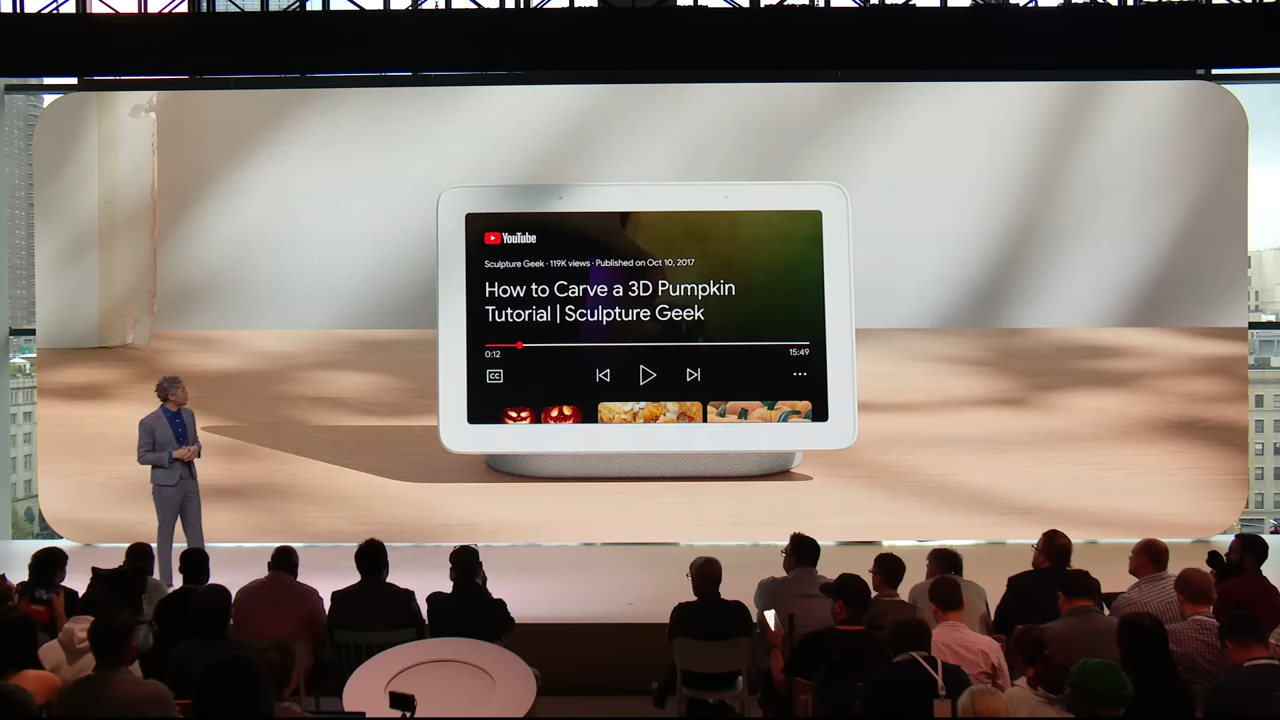 YouTube
Sculpture Geek · 119K views · Published on Oct 10, 2017
How to Carve a 3D Pumpkin
Tutorial | Sculpture Geek
0:12
15:49
CC